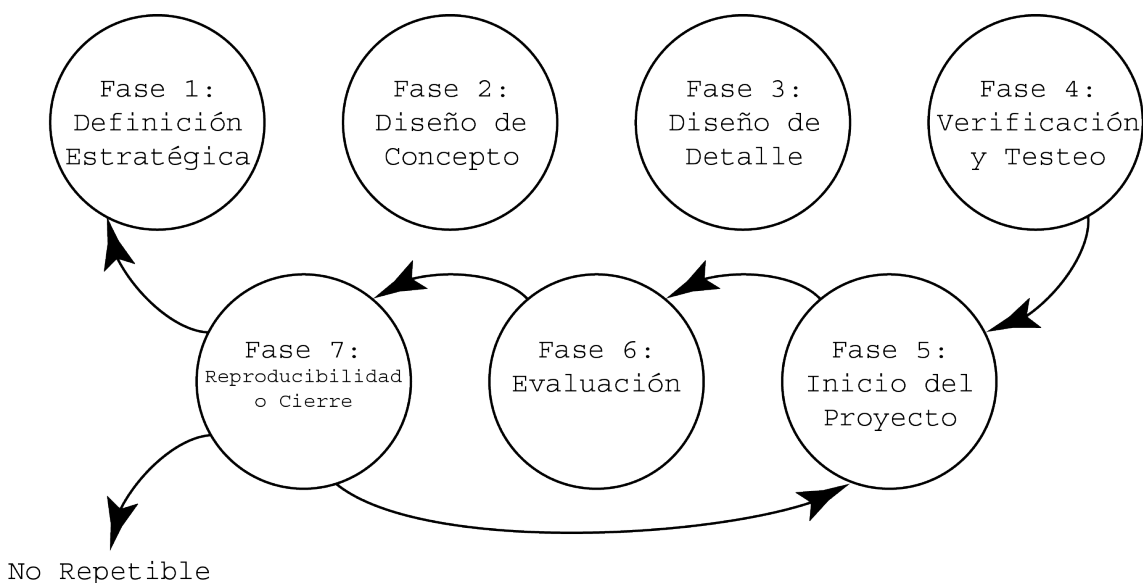 Fase 1:
Definición
Estratégica
Fase 2:
Diseño de
Concepto
Fase 3:
Diseño de
Detalle
Fase 4:
Verificación
y Testeo
Fase 7:
Reproducibilidad
o Cierre
Fase 6:
Evaluación
Fase 5:
Inicio del
Proyecto
No Repetible